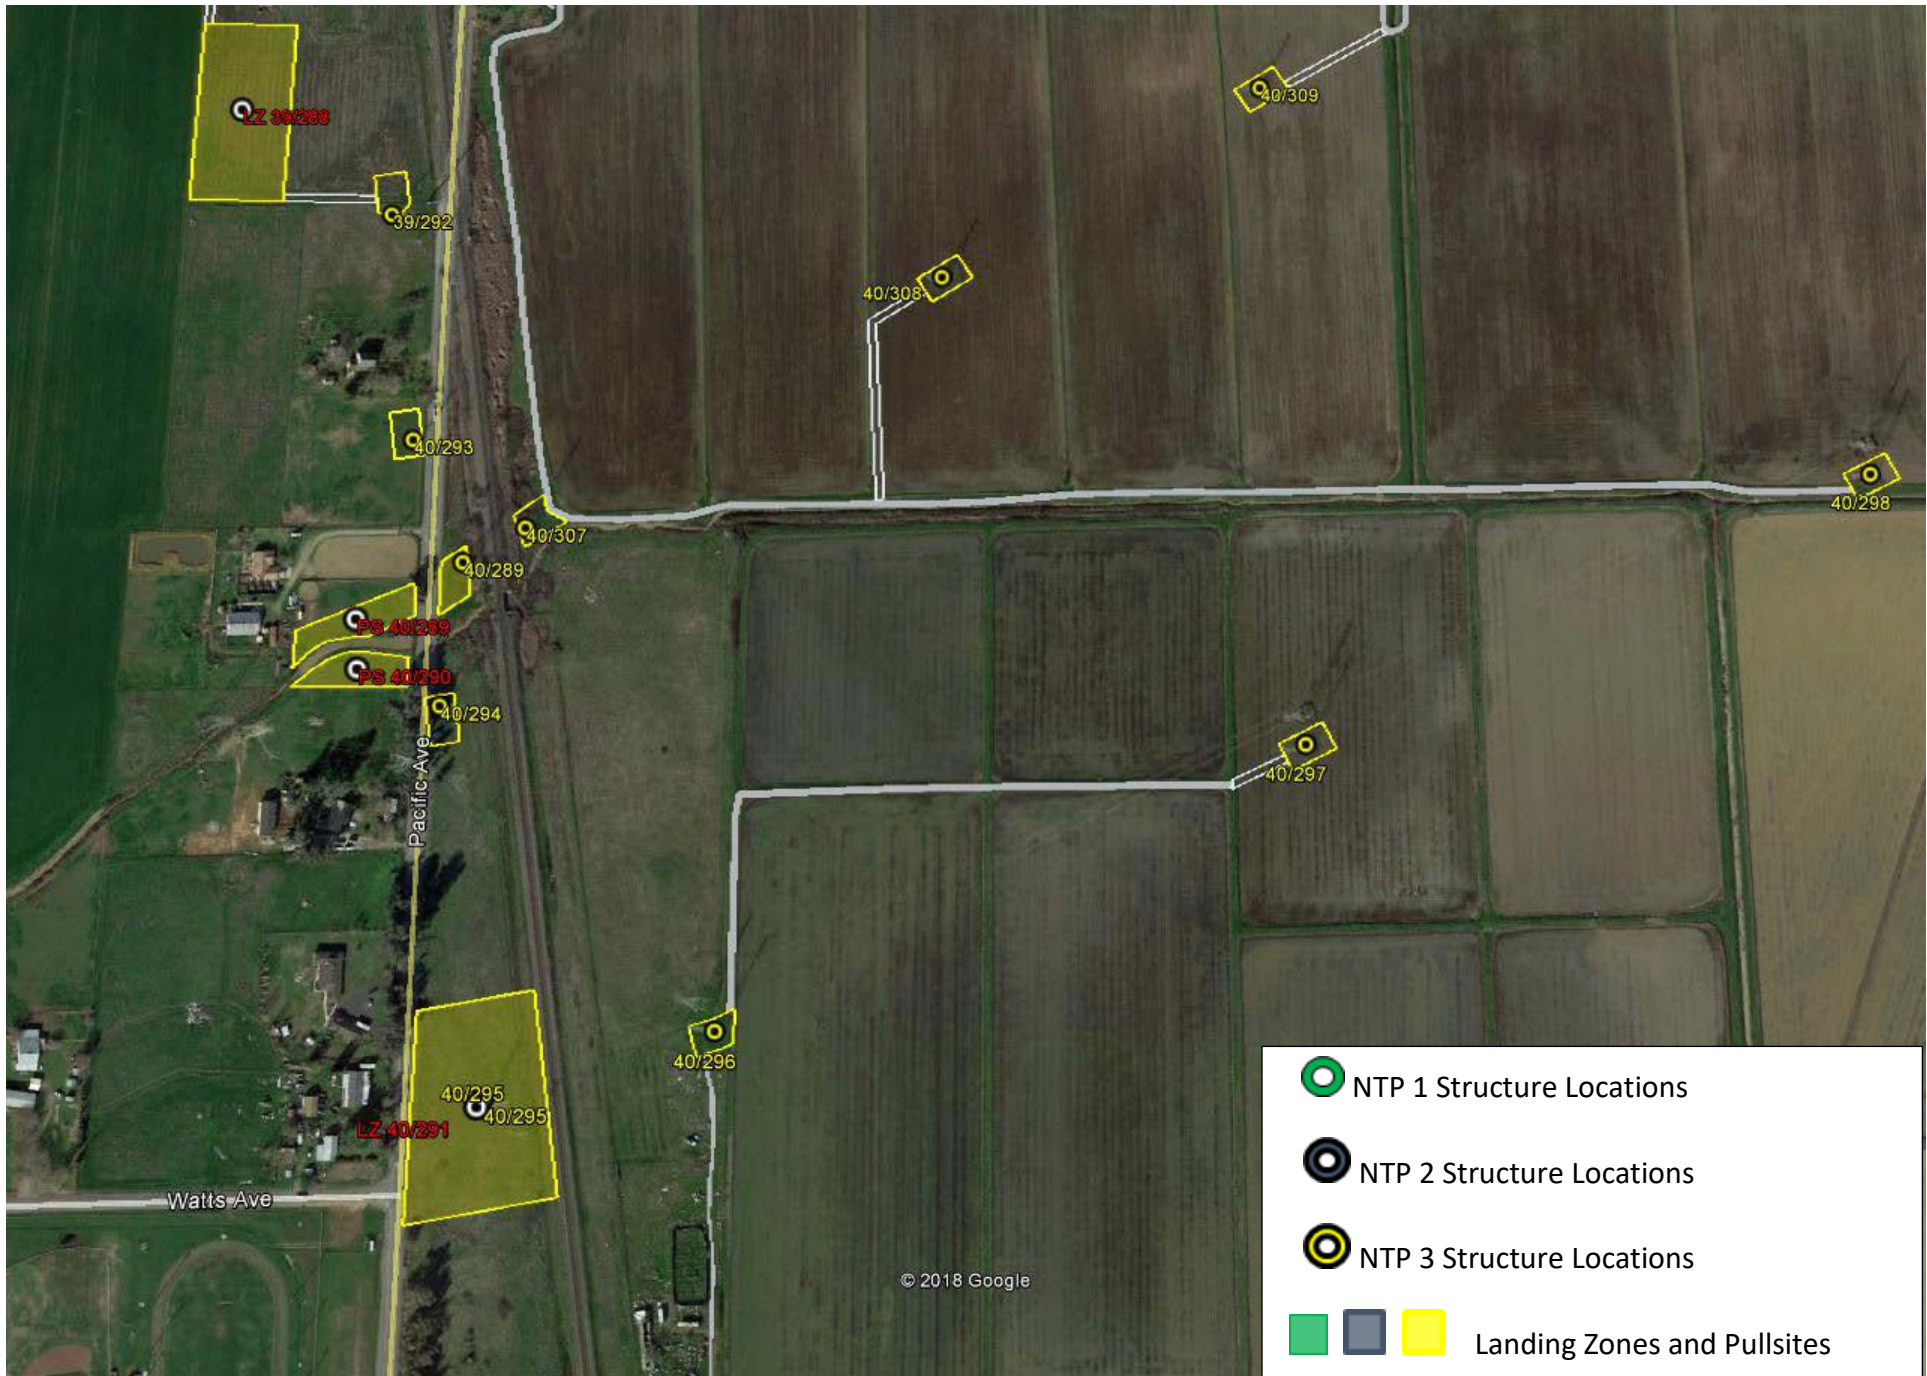 40/309
LZ 39/288
39/292
40/308
40/293
40/298
40/307
40/289
PS 40/289
PS 40/290
40/294
Pacific Ave
40/297
40/296
40/295
40/295
LZ 40/291
Watts Ave
© 2018 Google
NTP 1 Structure Locations
NTP 2 Structure Locations
NTP 3 Structure Locations
Landing Zones and Pullsites